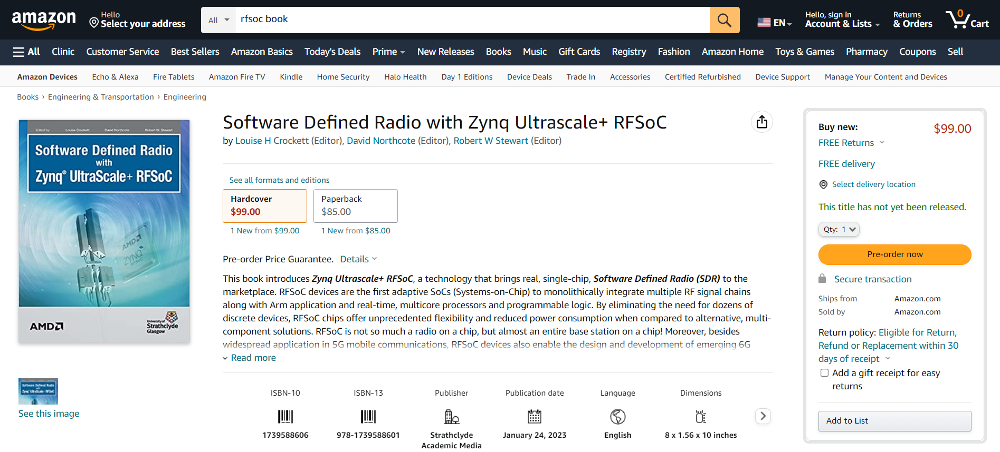 amazon
Hello
Select your address
All
rfsoc book
EN
Hello, sign in
Account & Lists
Returns
& Orders
0
Cart
All Clinic Customer Service Best Sellers Amazon Basics Today's Deals Prime New Releases Books Music Gift Cards Registry Fashion Amazon Home Toys & Games Pharmacy Coupons Sell
Amazon Devices Echo & Alexa Fire Tablets Amazon Fire TV Kindle Home Security Halo Health Day 1 Editions Device Deals Trade In Accessories Certified Refurbished Device Support Manage Your Content and Devices
Books › Engineering & Transportation › Engineering
Edited by: Louise Crockett David Northcote Robert W. Stewart
Software Defined Radio
with
Zynq® UltraScale+ RFSoC
AMD
ZYNQ
RFSoC
AMD
University of
Strathclyde
Glasgow
Software Defined Radio
with
Zynq® UltraScale+ RFSoC
See this image
Software Defined Radio with Zynq Ultrascale+ RFSoC
by Louise H Crockett (Editor), David Northcote (Editor), Robert W Stewart (Editor)
See all formats and editions
Hardcover
$99.00
1 New from $99.00
Paperback
$85.00
1 New from $85.00
Pre-order Price Guarantee. Details
This book introduces Zynq Ultrascale+ RFSoC, a technology that brings real, single-chip, Software Defined Radio (SDR) to the
marketplace. RFSoC devices are the first adaptive SoCs (Systems-on-Chip) to monolithically integrate multiple RF signal chains
along with Arm application and real-time, multicore processors and programmable logic. By eliminating the need for dozens of
discrete devices, RFSoC chips offer unprecedented flexibility and reduced power consumption when compared to alternative, multi-
component solutions. RFSoC is not so much a radio on a chip, but almost an entire base station on a chip! Moreover, besides
widespread application in 5G mobile communications, RFSoC devices also enable the design and development of emerging 6G
Read more
ISBN-10
1739588606
ISBN-13
978-1739588601
Publisher
Strathclyde
Academic Media
Publication date
January 24, 2023
Language
English
Dimensions
8 x 1.56 x 10 inches
Buy new:
$99.00
FREE Returns
FREE delivery
Select delivery location
This title has not yet been released.
Qty: 1
Pre-order now
Secure transaction
Ships from Amazon.com
Sold by Amazon.com
Return policy: Eligible for Return,
Refund or Replacement within 30
days of receipt
Add a gift receipt for easy
returns
Add to List